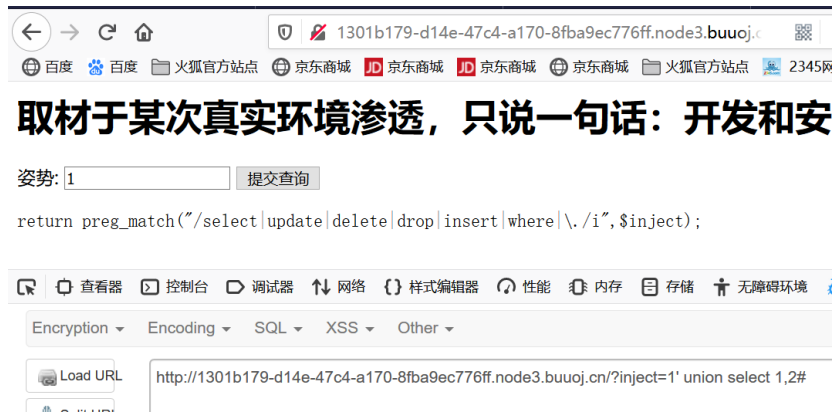 1301b179-d14e-47c4-a170-8fba9ec776ff.node3.buuoj.c
百度 百度 火狐官方站点 京东商城 JD 京东商城 JD 京东商城 京东商城 火狐官方站点 2345网
取材于某次真实环境渗透，只说一句话：开发和安
姿势: 1 提交查询
return preg_match("/select|update|delete|drop|insert|where|\./i",$inject);
查看器 控制台 调试器 网络 样式编辑器 性能 内存 存储 无障碍环境
Encryption Encoding SQL XSS Other
Load URL http://1301b179-d14e-47c4-a170-8fba9ec776ff.node3.buuoj.cn/?inject=1' union select 1,2#